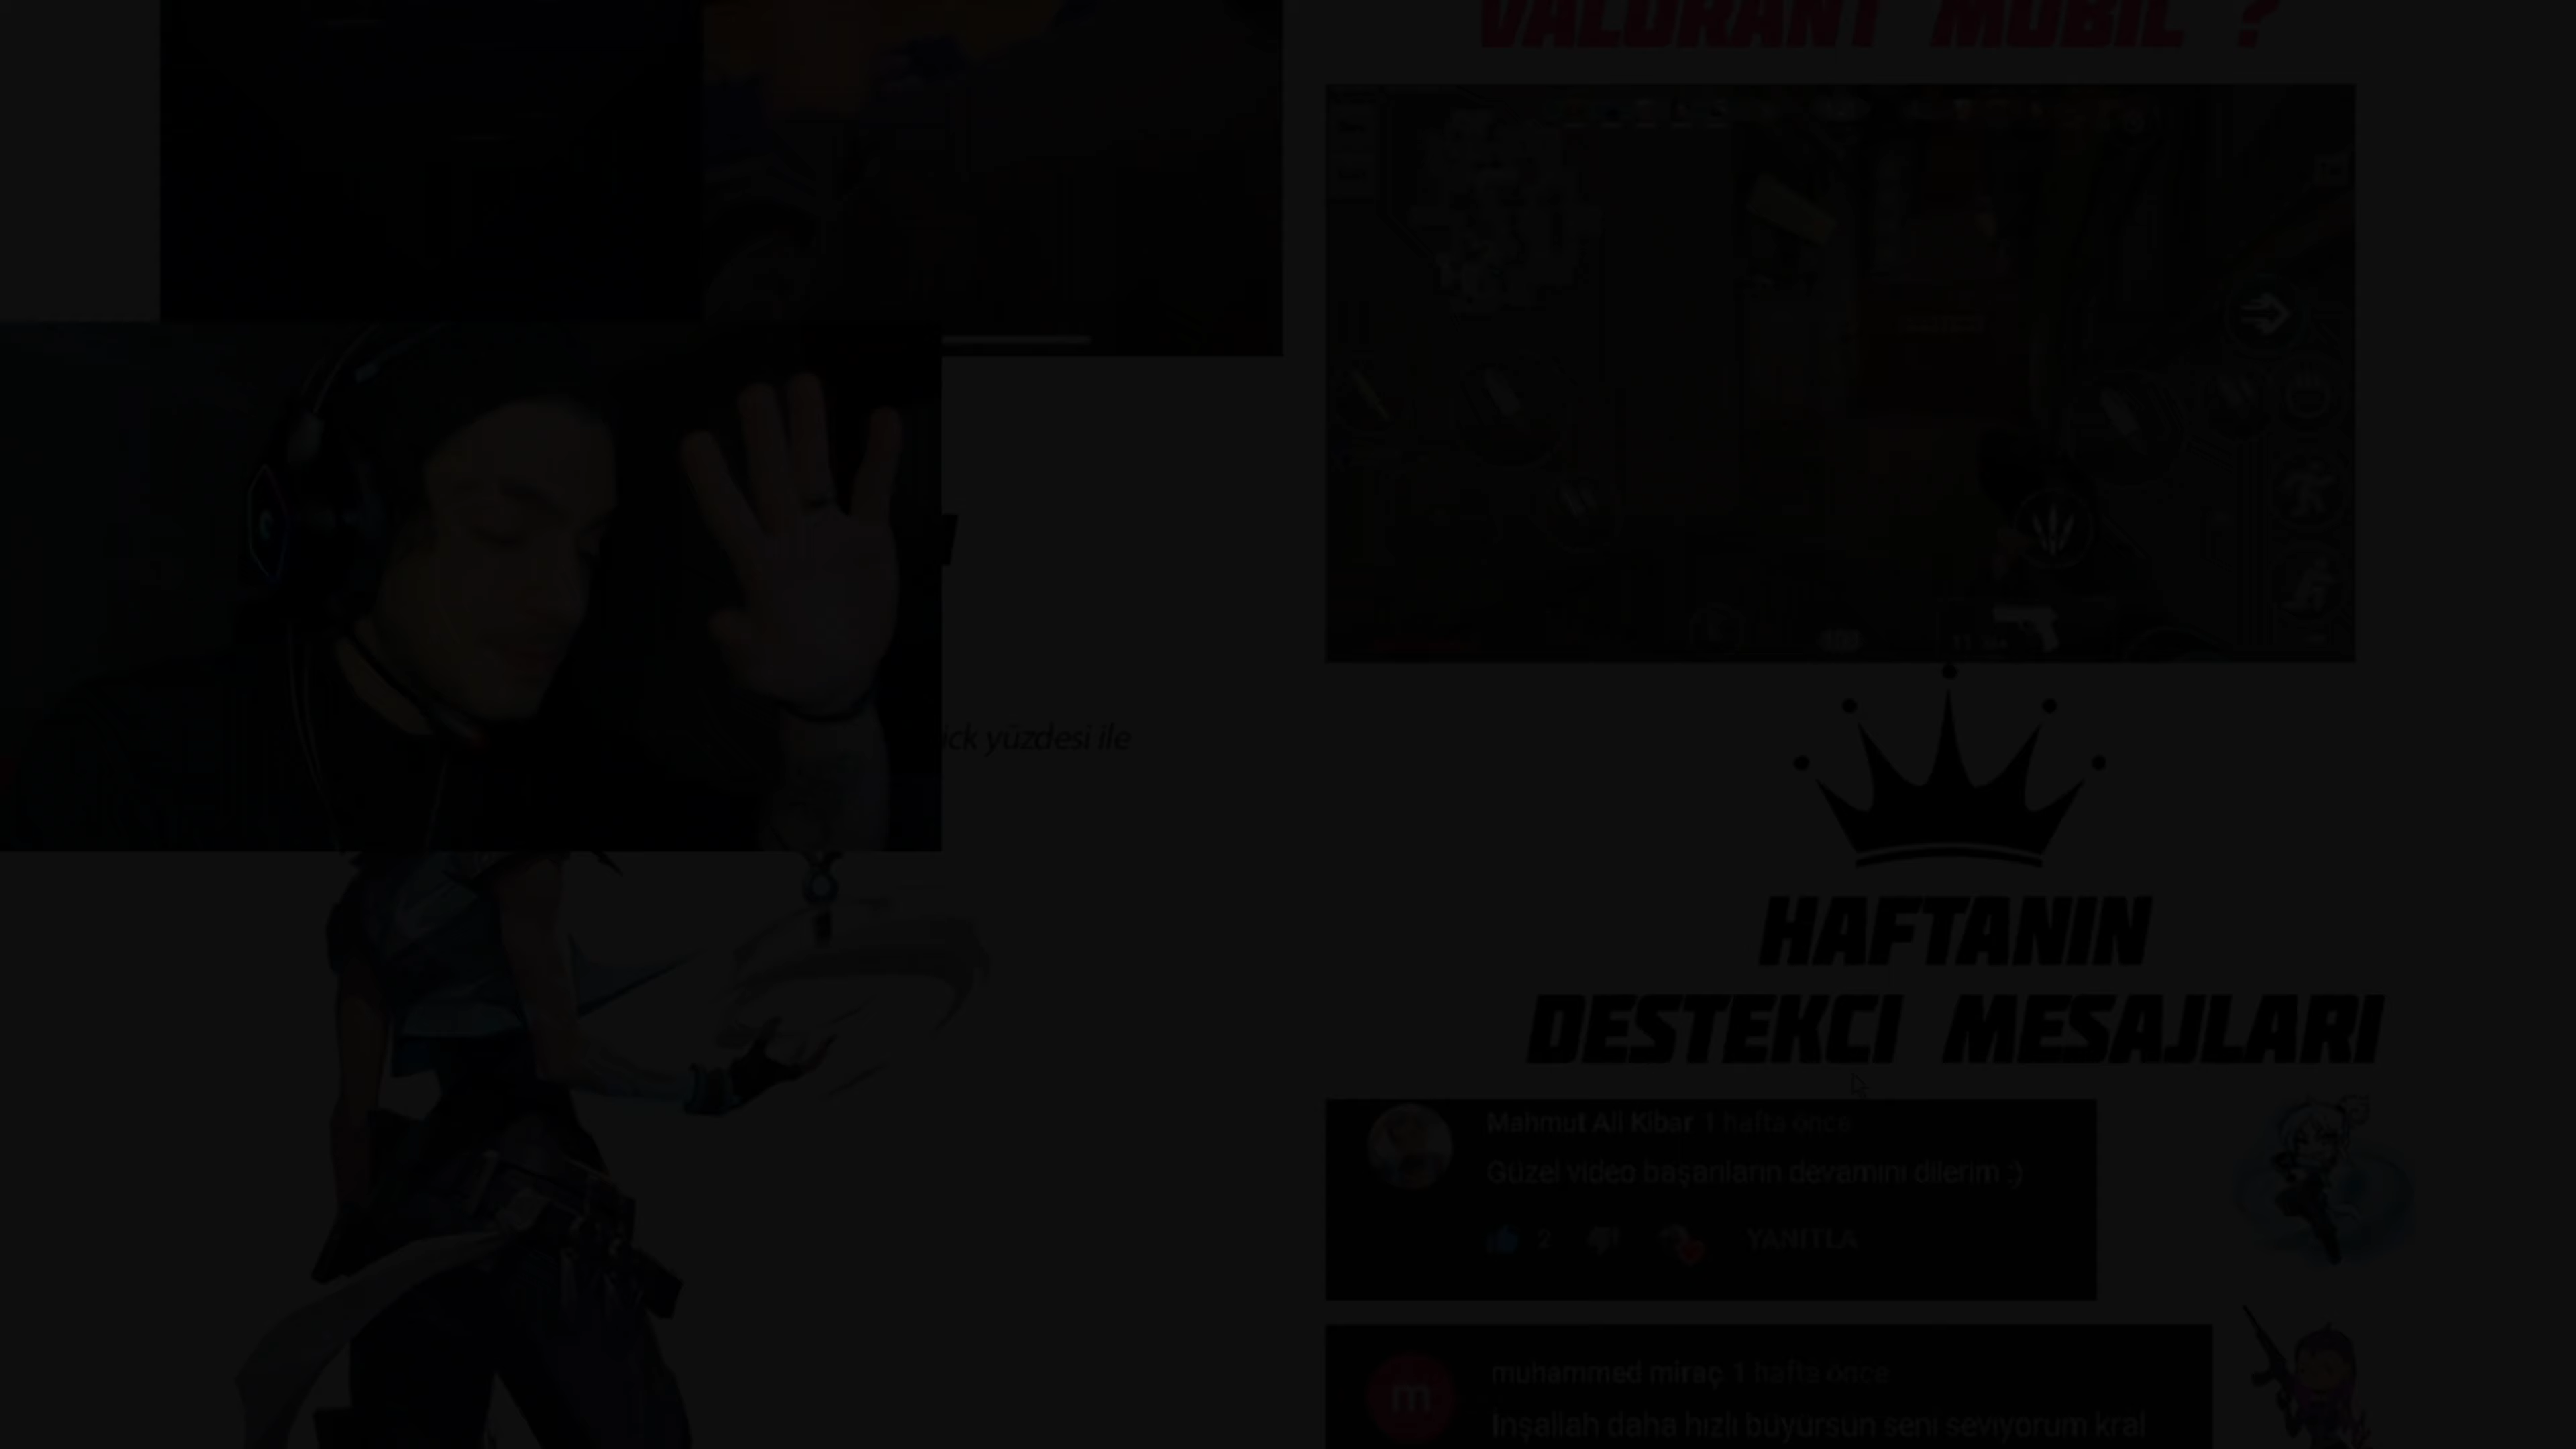 VALORANT MOBIL ?
ick yüzdesi ile
HAFTANIN
DESTEKCI MESAJLARI
Mahmut Ali Kibar 1 hafta önce
Güzel video başarıların devamını dilerim :)
2 YANITLA
m muhammed miraç 1 hafta önce
İnşallah daha hızlı büyürsün seni seviyorum kral